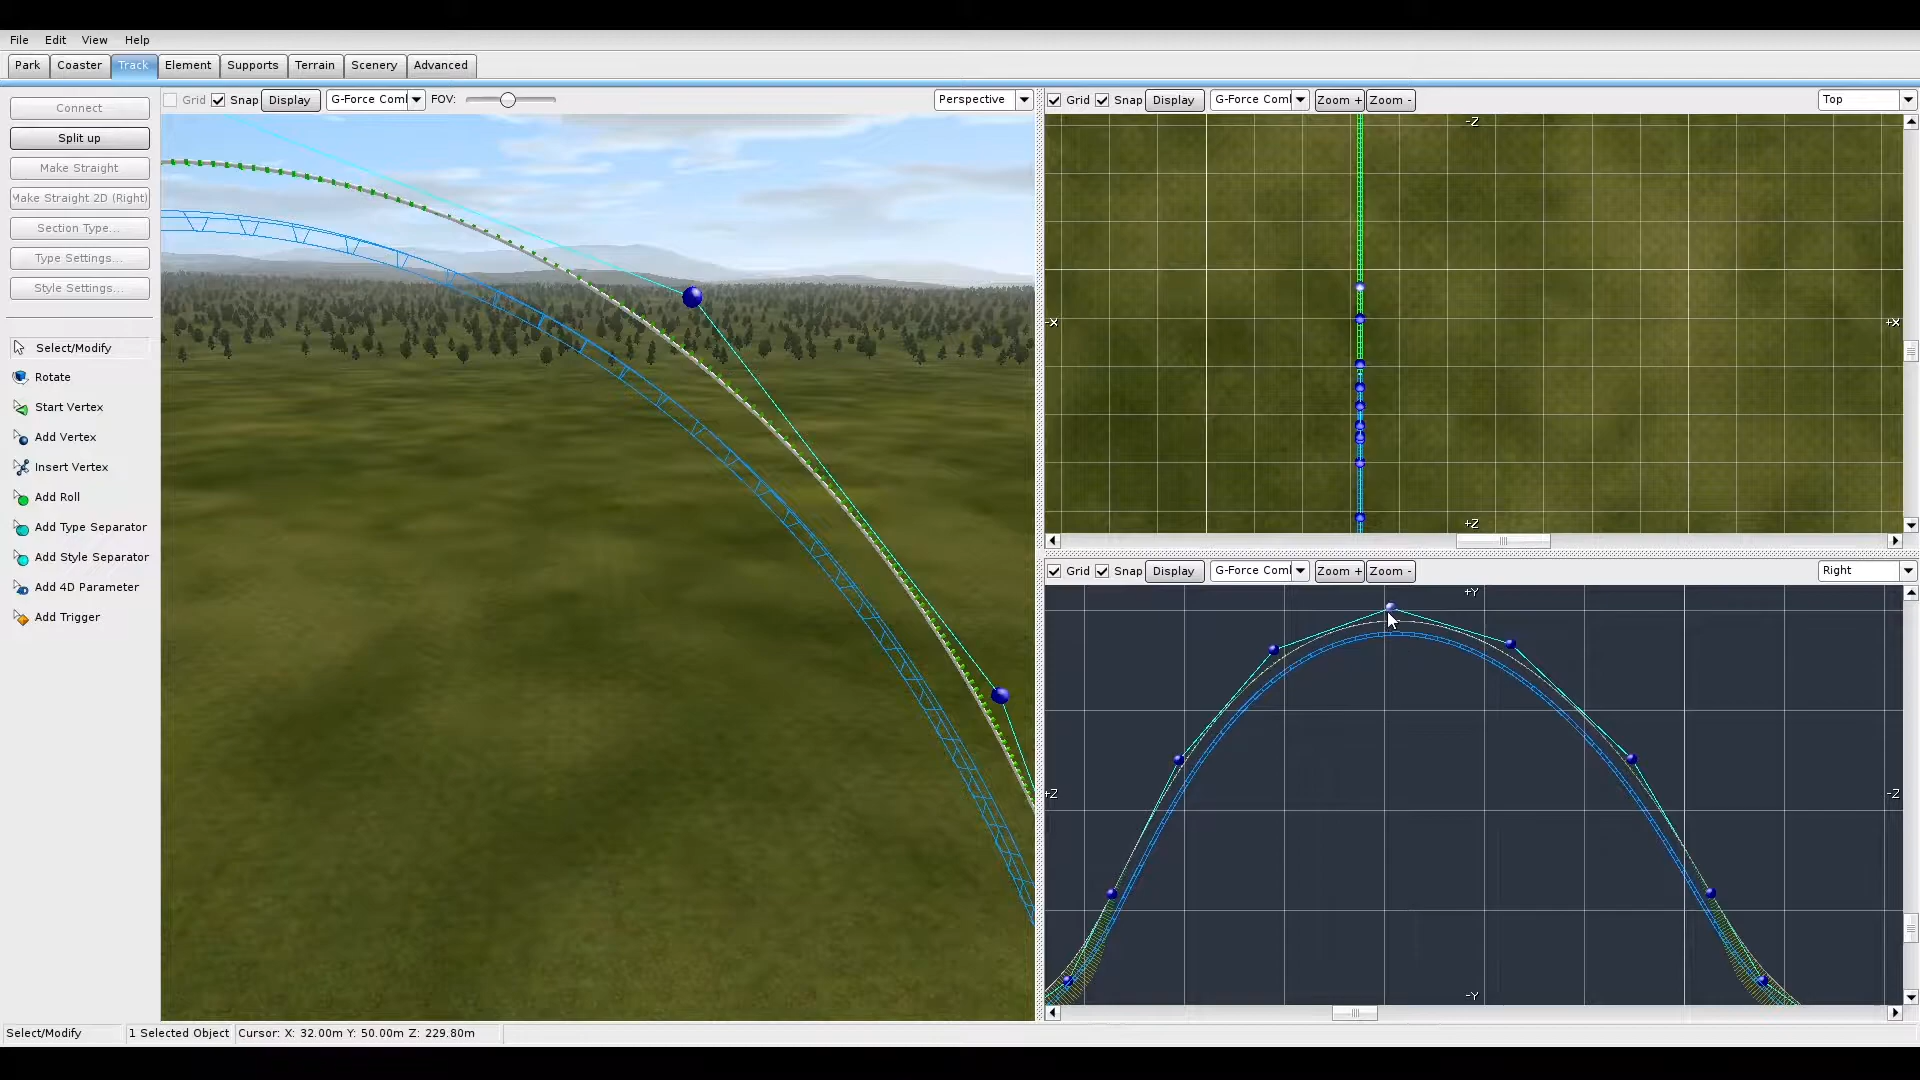 File Edit View Help
Park Coaster Track Element Supports Terrain Scenery Advanced
Grid Snap Display G-Force Coml FOV: Perspective
Grid Snap Display G-Force Coml Zoom + Zoom - Top
Connect
Split up
Make Straight
Make Straight 2D (Right)
Section Type...
Type Settings...
Style Settings...
Select/Modify
Rotate
Start Vertex
Add Vertex
Insert Vertex
Add Roll
Add Type Separator
Add Style Separator
Add 4D Parameter
Add Trigger
-Z
-X
+X
+Z
Grid Snap Display G-Force Coml Zoom + Zoom - Right
+Y
+Z
-Z
-Y
Select/Modify 1 Selected Object Cursor: X: 32.00m Y: 50.00m Z: 229.80m